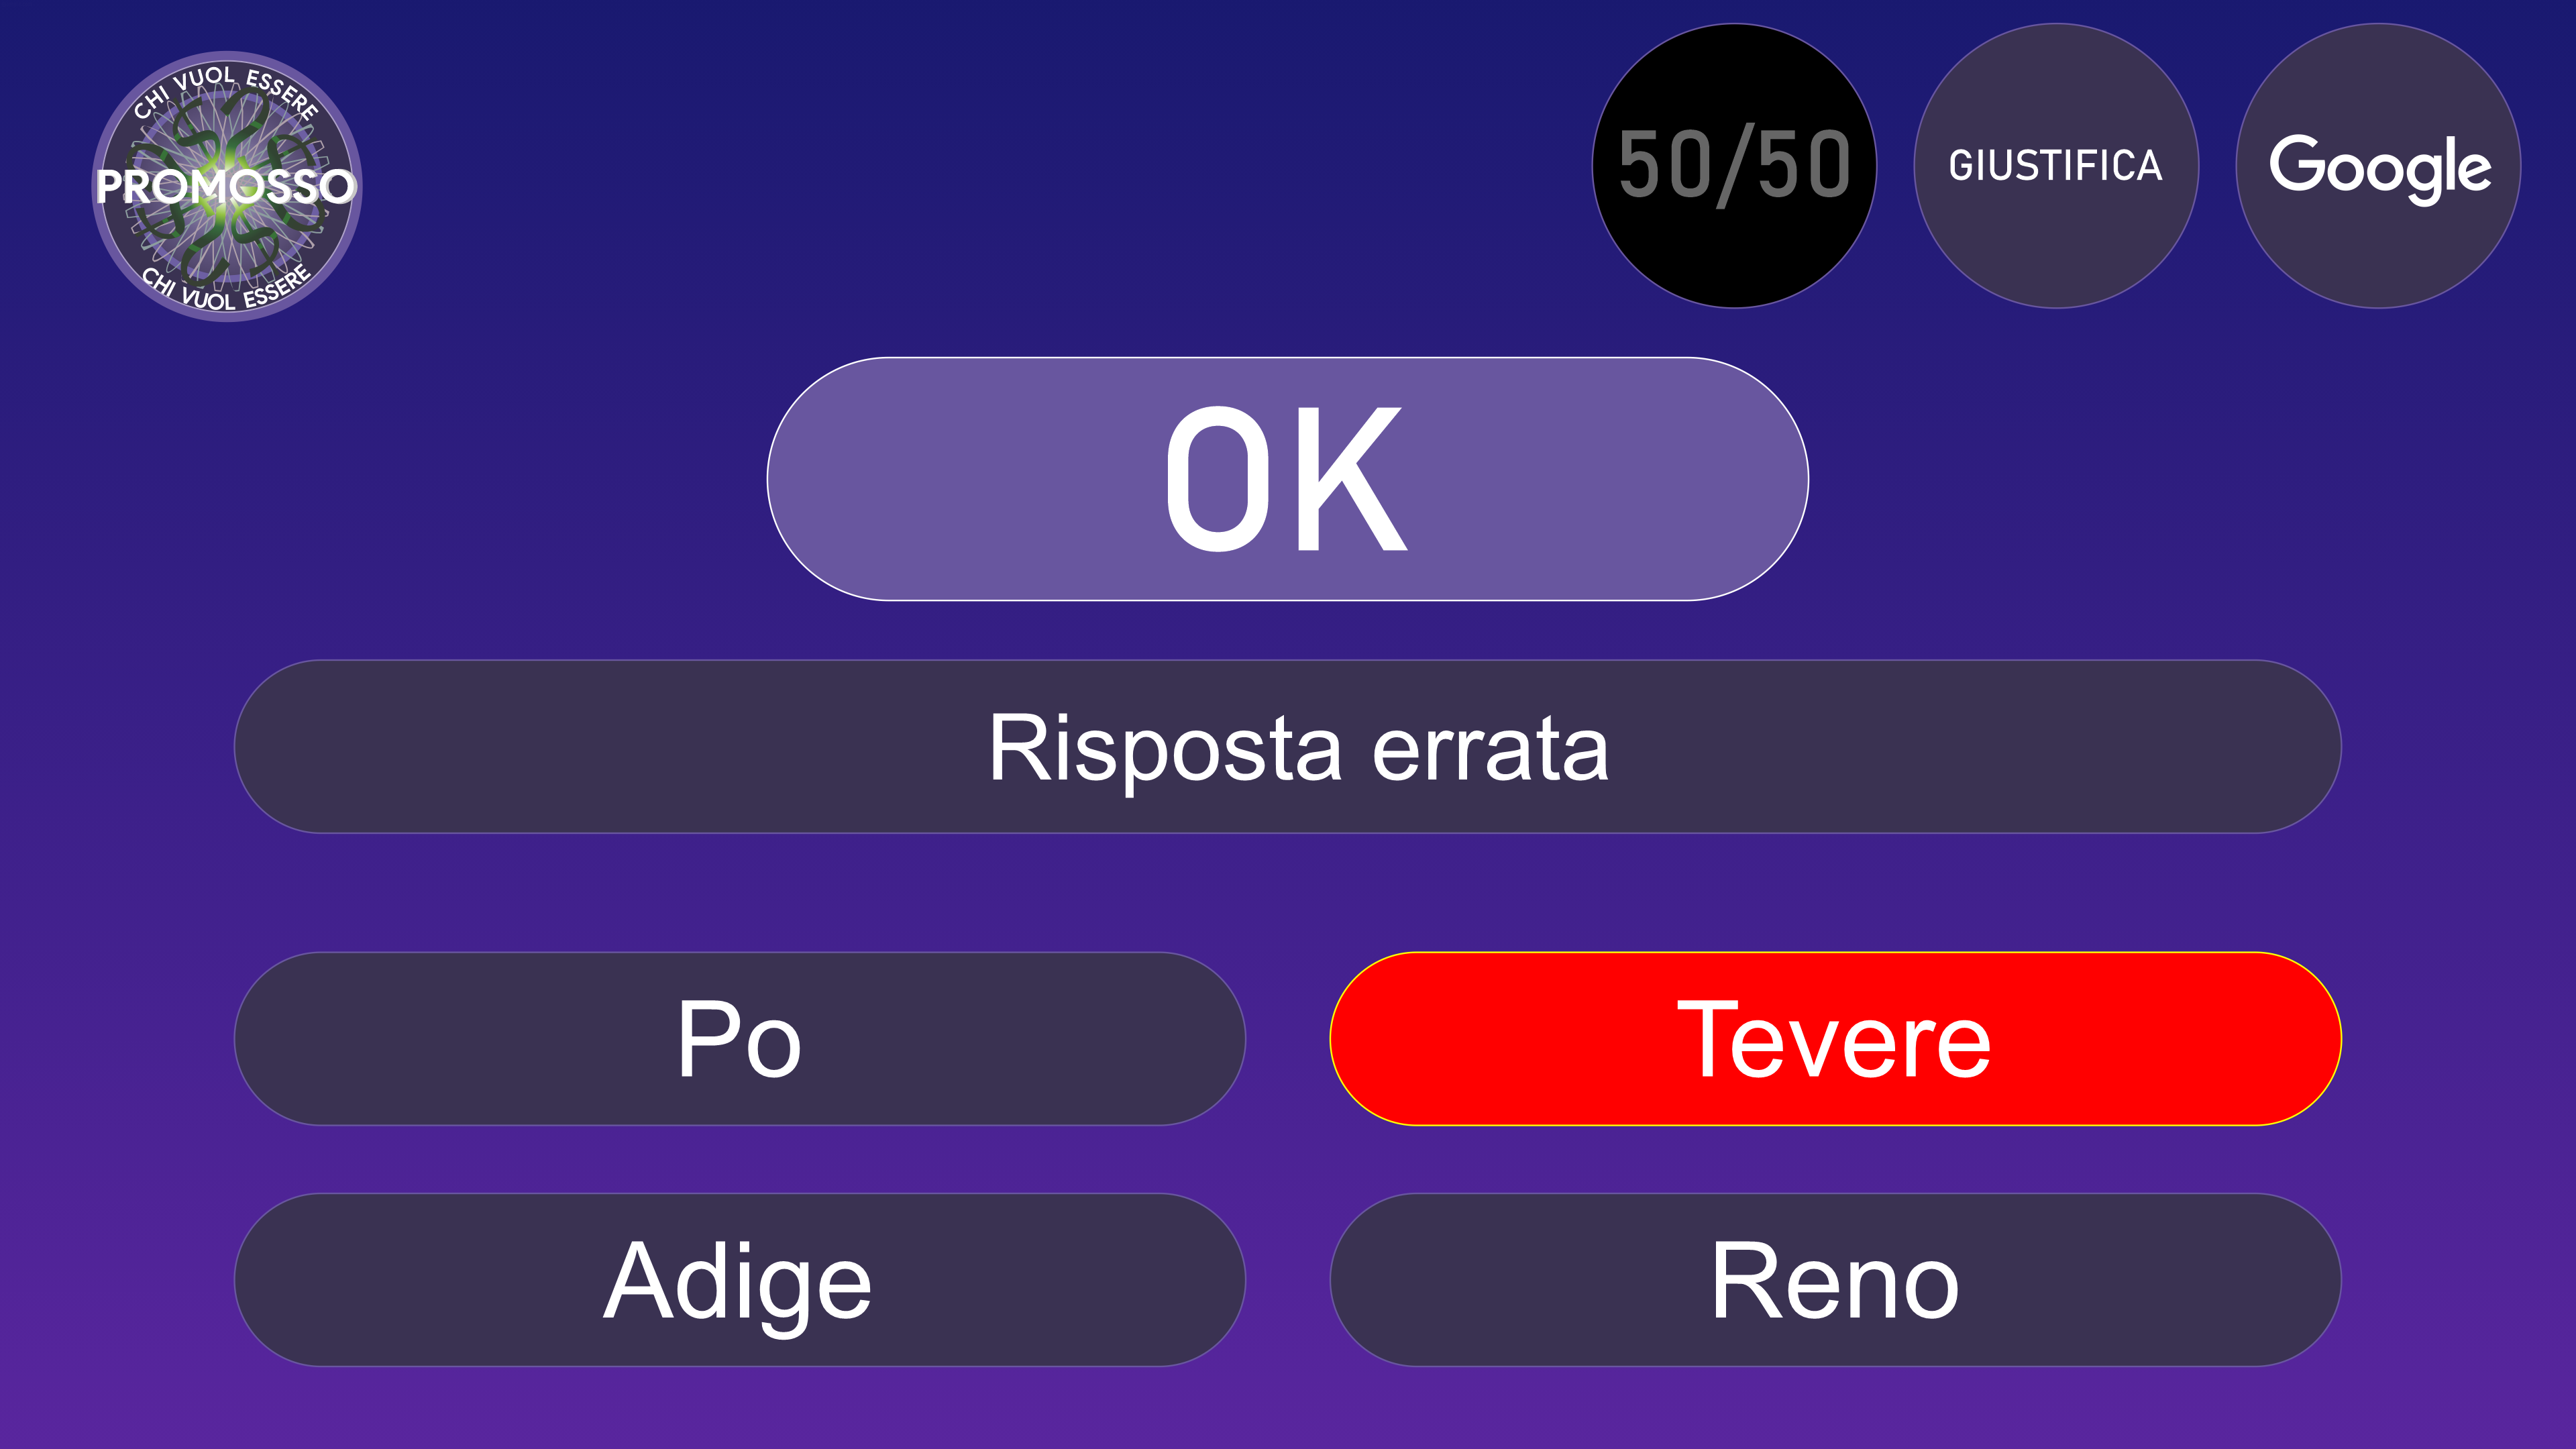 CHI VUOL ESSERE
PROMOSSO
CHI VUOL ESSERE
50/50
GIUSTIFICA
Google
OK
Risposta errata
Po
Tevere
Adige
Reno